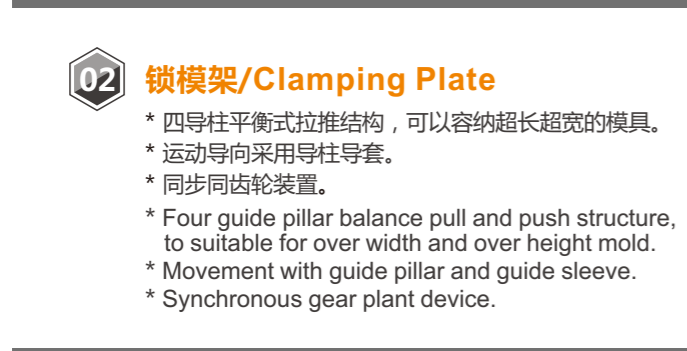 02 锁模架/Clamping Plate
* 四导柱平衡式拉推结构，可以容纳超长超宽的模具。
* 运动导向采用导柱导套。
* 同步同齿轮装置。
* Four guide pillar balance pull and push structure,
to suitable for over width and over height mold.
* Movement with guide pillar and guide sleeve.
* Synchronous gear plant device.